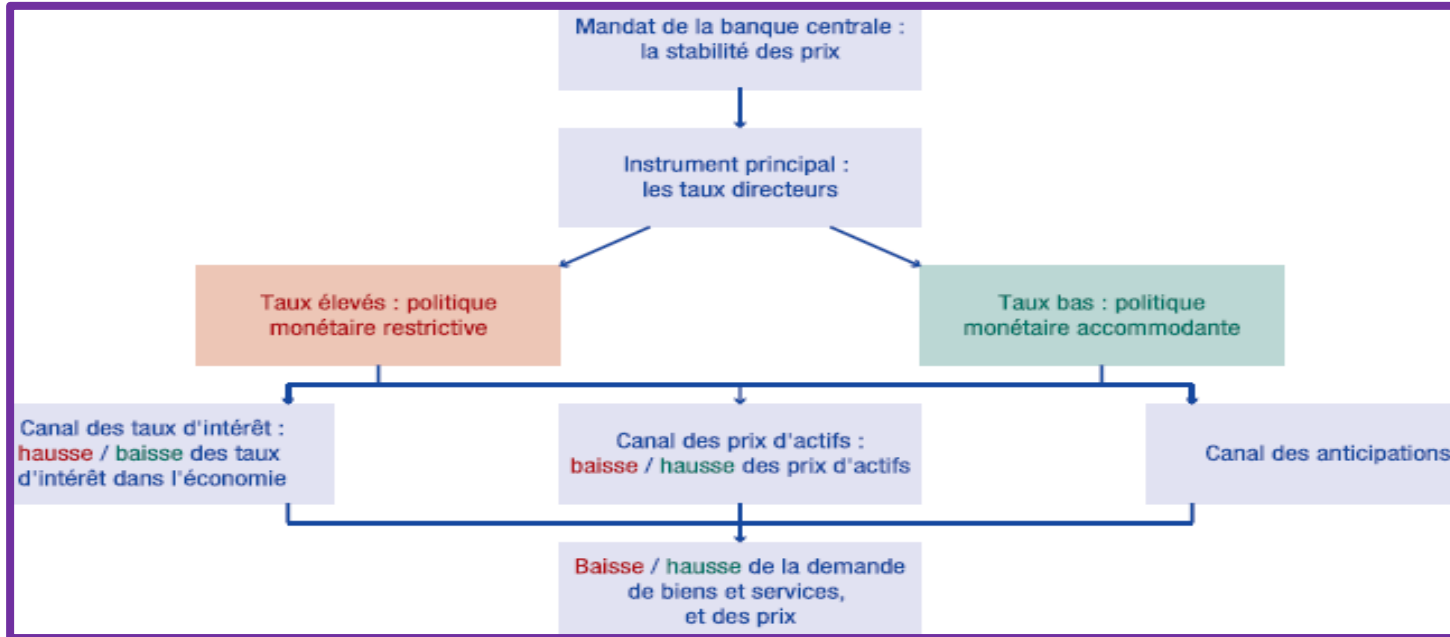 Mandat de la banque centrale :
la stabilité des prix
Instrument principal :
les taux directeurs
Taux élevés : politique
monétaire restrictive
Taux bas : politique
monétaire accommodante
Canal des taux d'intérêt :
hausse / baisse des taux
d'intérêt dans l'économie
Canal des prix d'actifs :
baisse / hausse des prix d'actifs
Canal des anticipations
Baisse / hausse de la demande
de biens et services,
et des prix